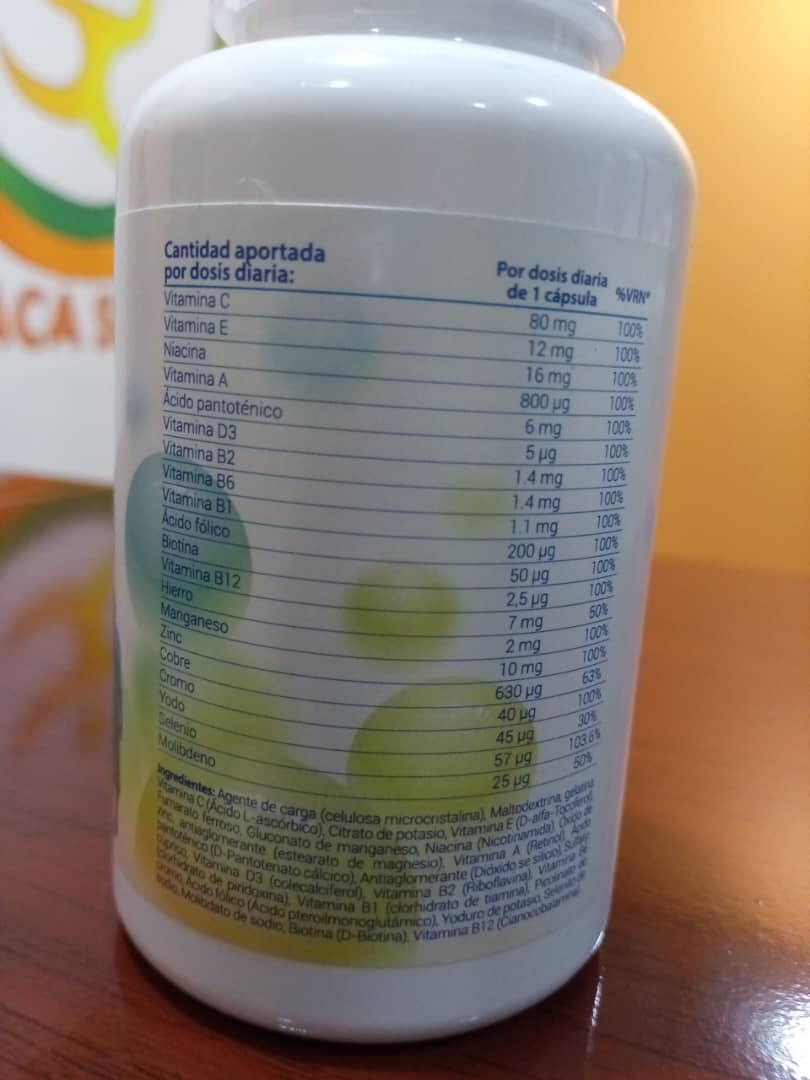 ACA S
Cantidad aportada
por dosis diaria:
Por dosis diaria
de 1 cápsula
%VRN*
Vitamina C 80 mg 100%
Vitamina E 12 mg 100%
Niacina 16 mg 100%
Vitamina A 800 µg 100%
Ácido pantoténico 6 mg 100%
Vitamina D3 5 µg 100%
Vitamina B2 1.4 mg 100%
Vitamina B6 1.4 mg 100%
Vitamina B1 1.1 mg 100%
Ácido fólico 200 µg 100%
Biotina 50 µg 100%
Vitamina B12 2,5 µg 100%
Hierro 7 mg 50%
Manganeso 2 mg 100%
Zinc 10 mg 100%
Cobre 630 µg 63%
Cromo 40 µg 100%
Yodo 45 µg 30%
Selenio 57 µg 103.6%
Molibdeno 25 µg 50%
Ingredientes: Agente de carga (celulosa microcristalina), Maltodextrina, gelatina,
Vitamina C (Ácido L-ascórbico), Citrato de potasio, Vitamina E (D-alfa-Tocoferol),
Fumarato ferroso, Gluconato de manganeso, Niacina (Nicotinamida), Óxido de
zinc, antiaglomerante (estearato de magnesio), Vitamina A (Retinol), Ácido
pantoténico (D-Pantotenato cálcico), Antiaglomerante (Dióxido se silicio), Sulfato
cúprico, Vitamina D3 (colecalciferol), Vitamina B2 (Riboflavina), Vitamina B6
(clorhidrato de piridoxina), Vitamina B1 (clorhidrato de tiamina), Picolinato de
cromo, Ácido fólico (Ácido pteroilmonoglutámico), Yoduro de potasio, Selenito de
sodio, Molibdato de sodio, Biotina (D-Biotina), Vitamina B12 (Cianocobalamina).